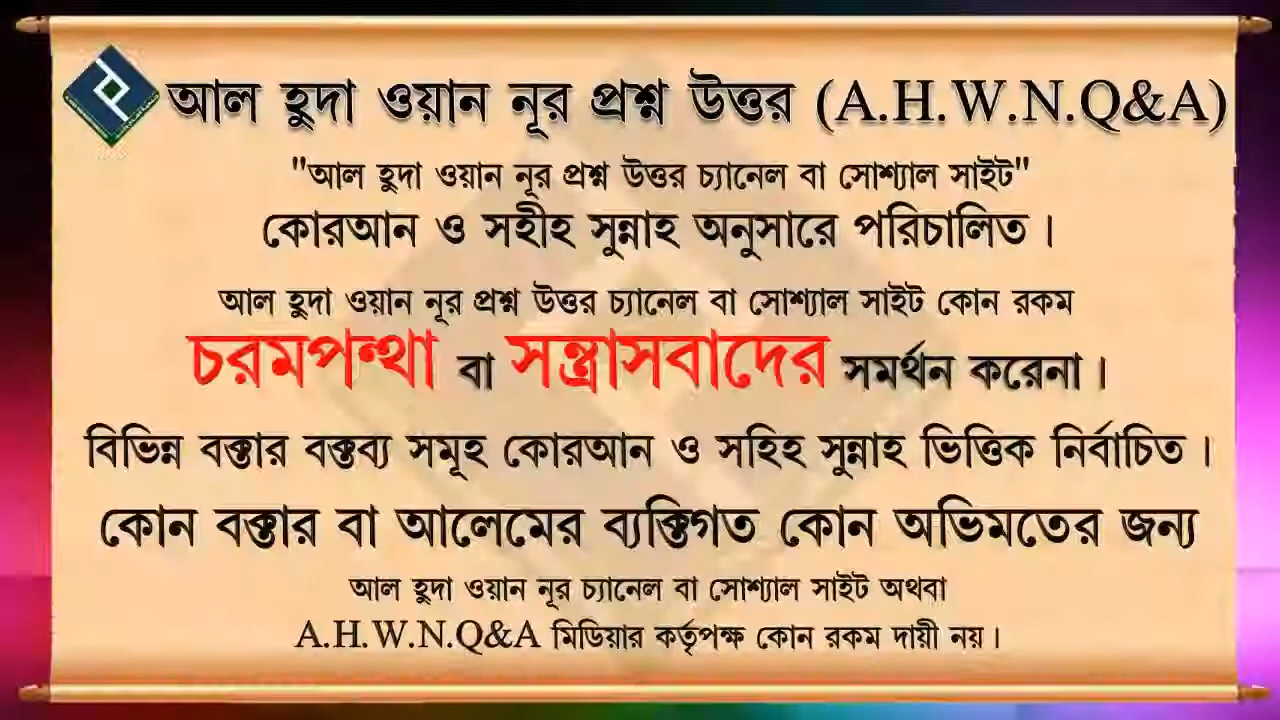 আল হুদা ওয়ান নূর প্রশ্ন উত্তর (A.H.W.N.Q&A)
"আল হুদা ওয়ান নূর প্রশ্ন উত্তর চ্যানেল বা সোশ্যাল সাইট"
কোরআন ও সহীহ সুন্নাহ অনুসারে পরিচালিত।
আল হুদা ওয়ান নূর প্রশ্ন উত্তর চ্যানেল বা সোশ্যাল সাইট কোন রকম
চরমপন্থা বা সন্ত্রাসবাদের সমর্থন করেনা।
বিভিন্ন বক্তার বক্তব্য সমূহ কোরআন ও সহিহ সুন্নাহ ভিত্তিক নির্বাচিত।
কোন বক্তার বা আলেমের ব্যক্তিগত কোন অভিমতের জন্য
আল হুদা ওয়ান নূর চ্যানেল বা সোশ্যাল সাইট অথবা
A.H.W.N.Q&A মিডিয়ার কর্তৃপক্ষ কোন রকম দায়ী নয়।